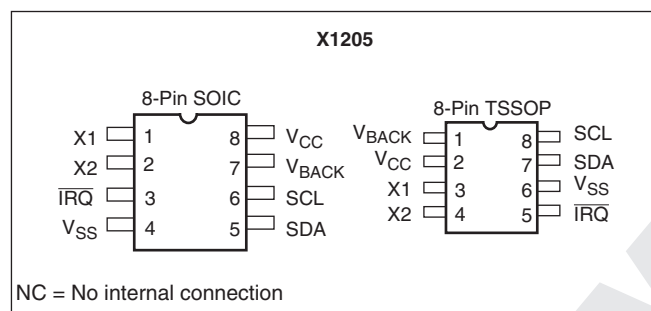 X1205
8-Pin SOIC
X1 1 8 VCC
X2 2 7 VBACK
IRQ 3 6 SCL
VSS 4 5 SDA
8-Pin TSSOP
VBACK 1 8 SCL
VCC 2 7 SDA
X1 3 6 VSS
X2 4 5 IRQ
NC = No internal connection